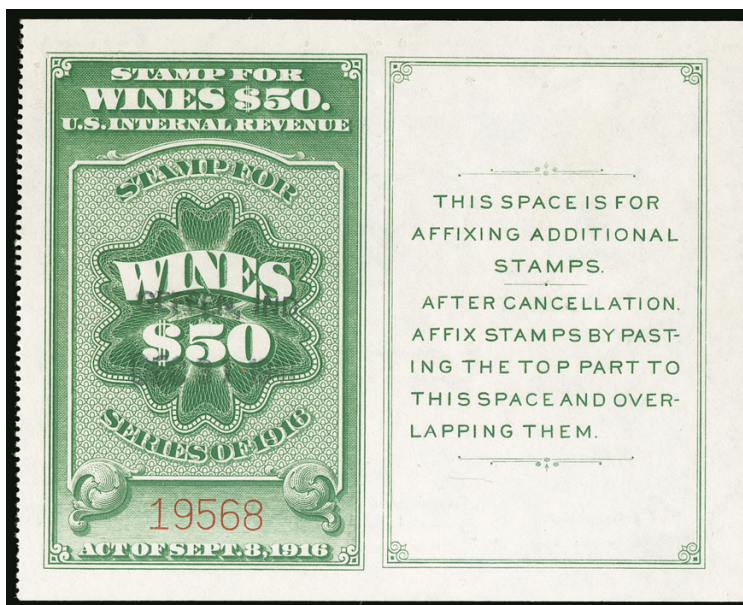 STAMP FOR
WINES $50.
U.S. INTERNAL REVENUE
STAMP FOR
WINES
$50
SERIES OF 1916
19568
ACT OF SEPT. 8, 1916
THIS SPACE IS FOR
AFFIXING ADDITIONAL
STAMPS.
AFTER CANCELLATION.
AFFIX STAMPS BY PAST-
ING THE TOP PART TO
THIS SPACE AND OVER-
LAPPING THEM.